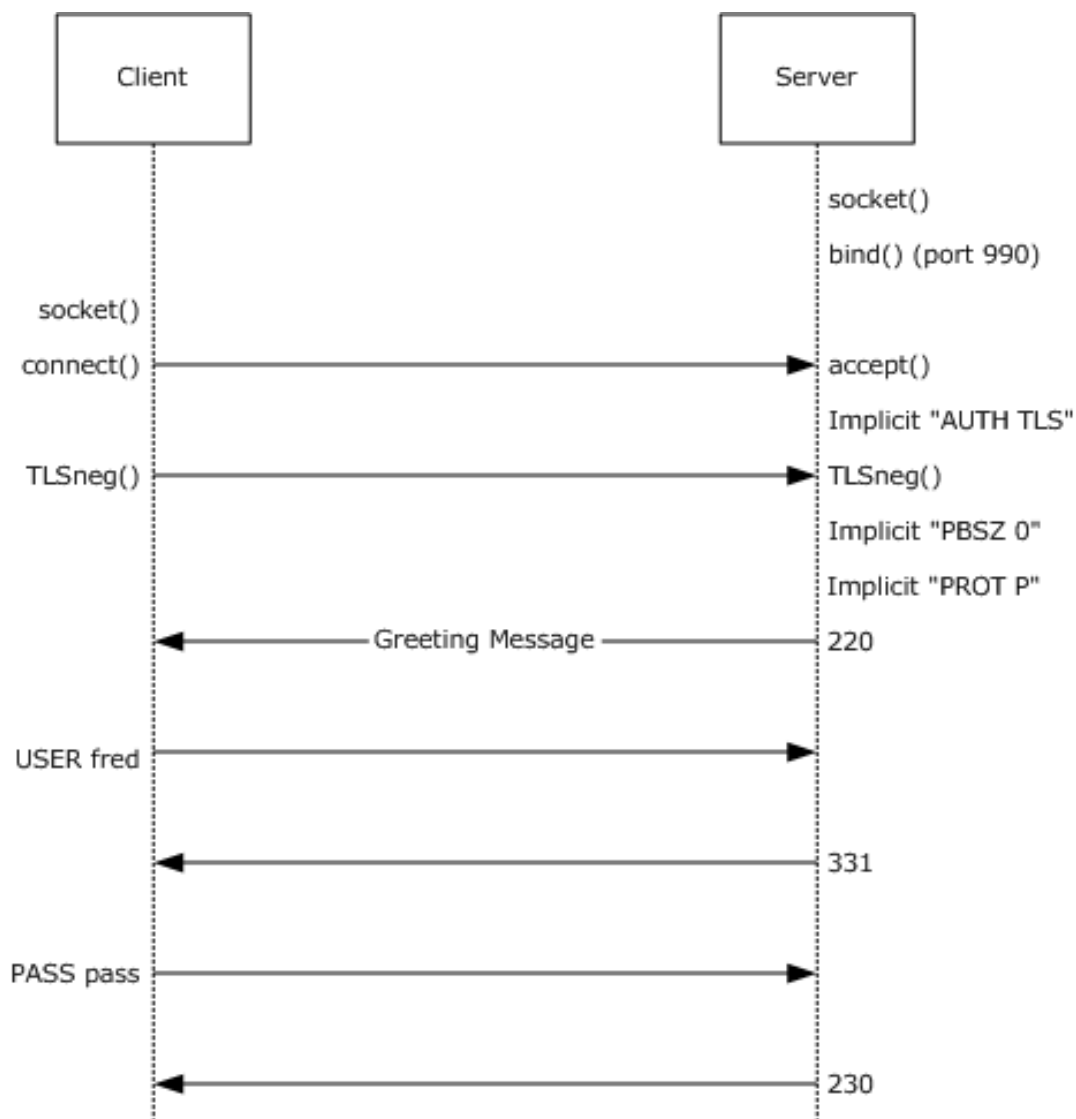 Client
Server
socket()
bind() (port 990)
socket()
connect()
accept()
Implicit "AUTH TLS"
TLSneg()
TLSneg()
Implicit "PBSZ 0"
Implicit "PROT P"
Greeting Message
220
USER fred
331
PASS pass
230